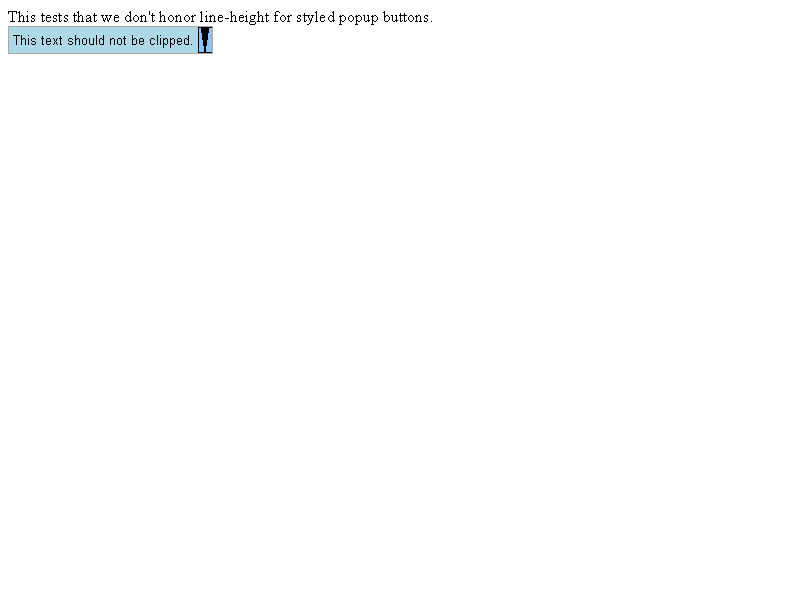 This tests that we don't honor line-height for styled popup buttons.
This text should not be clipped.